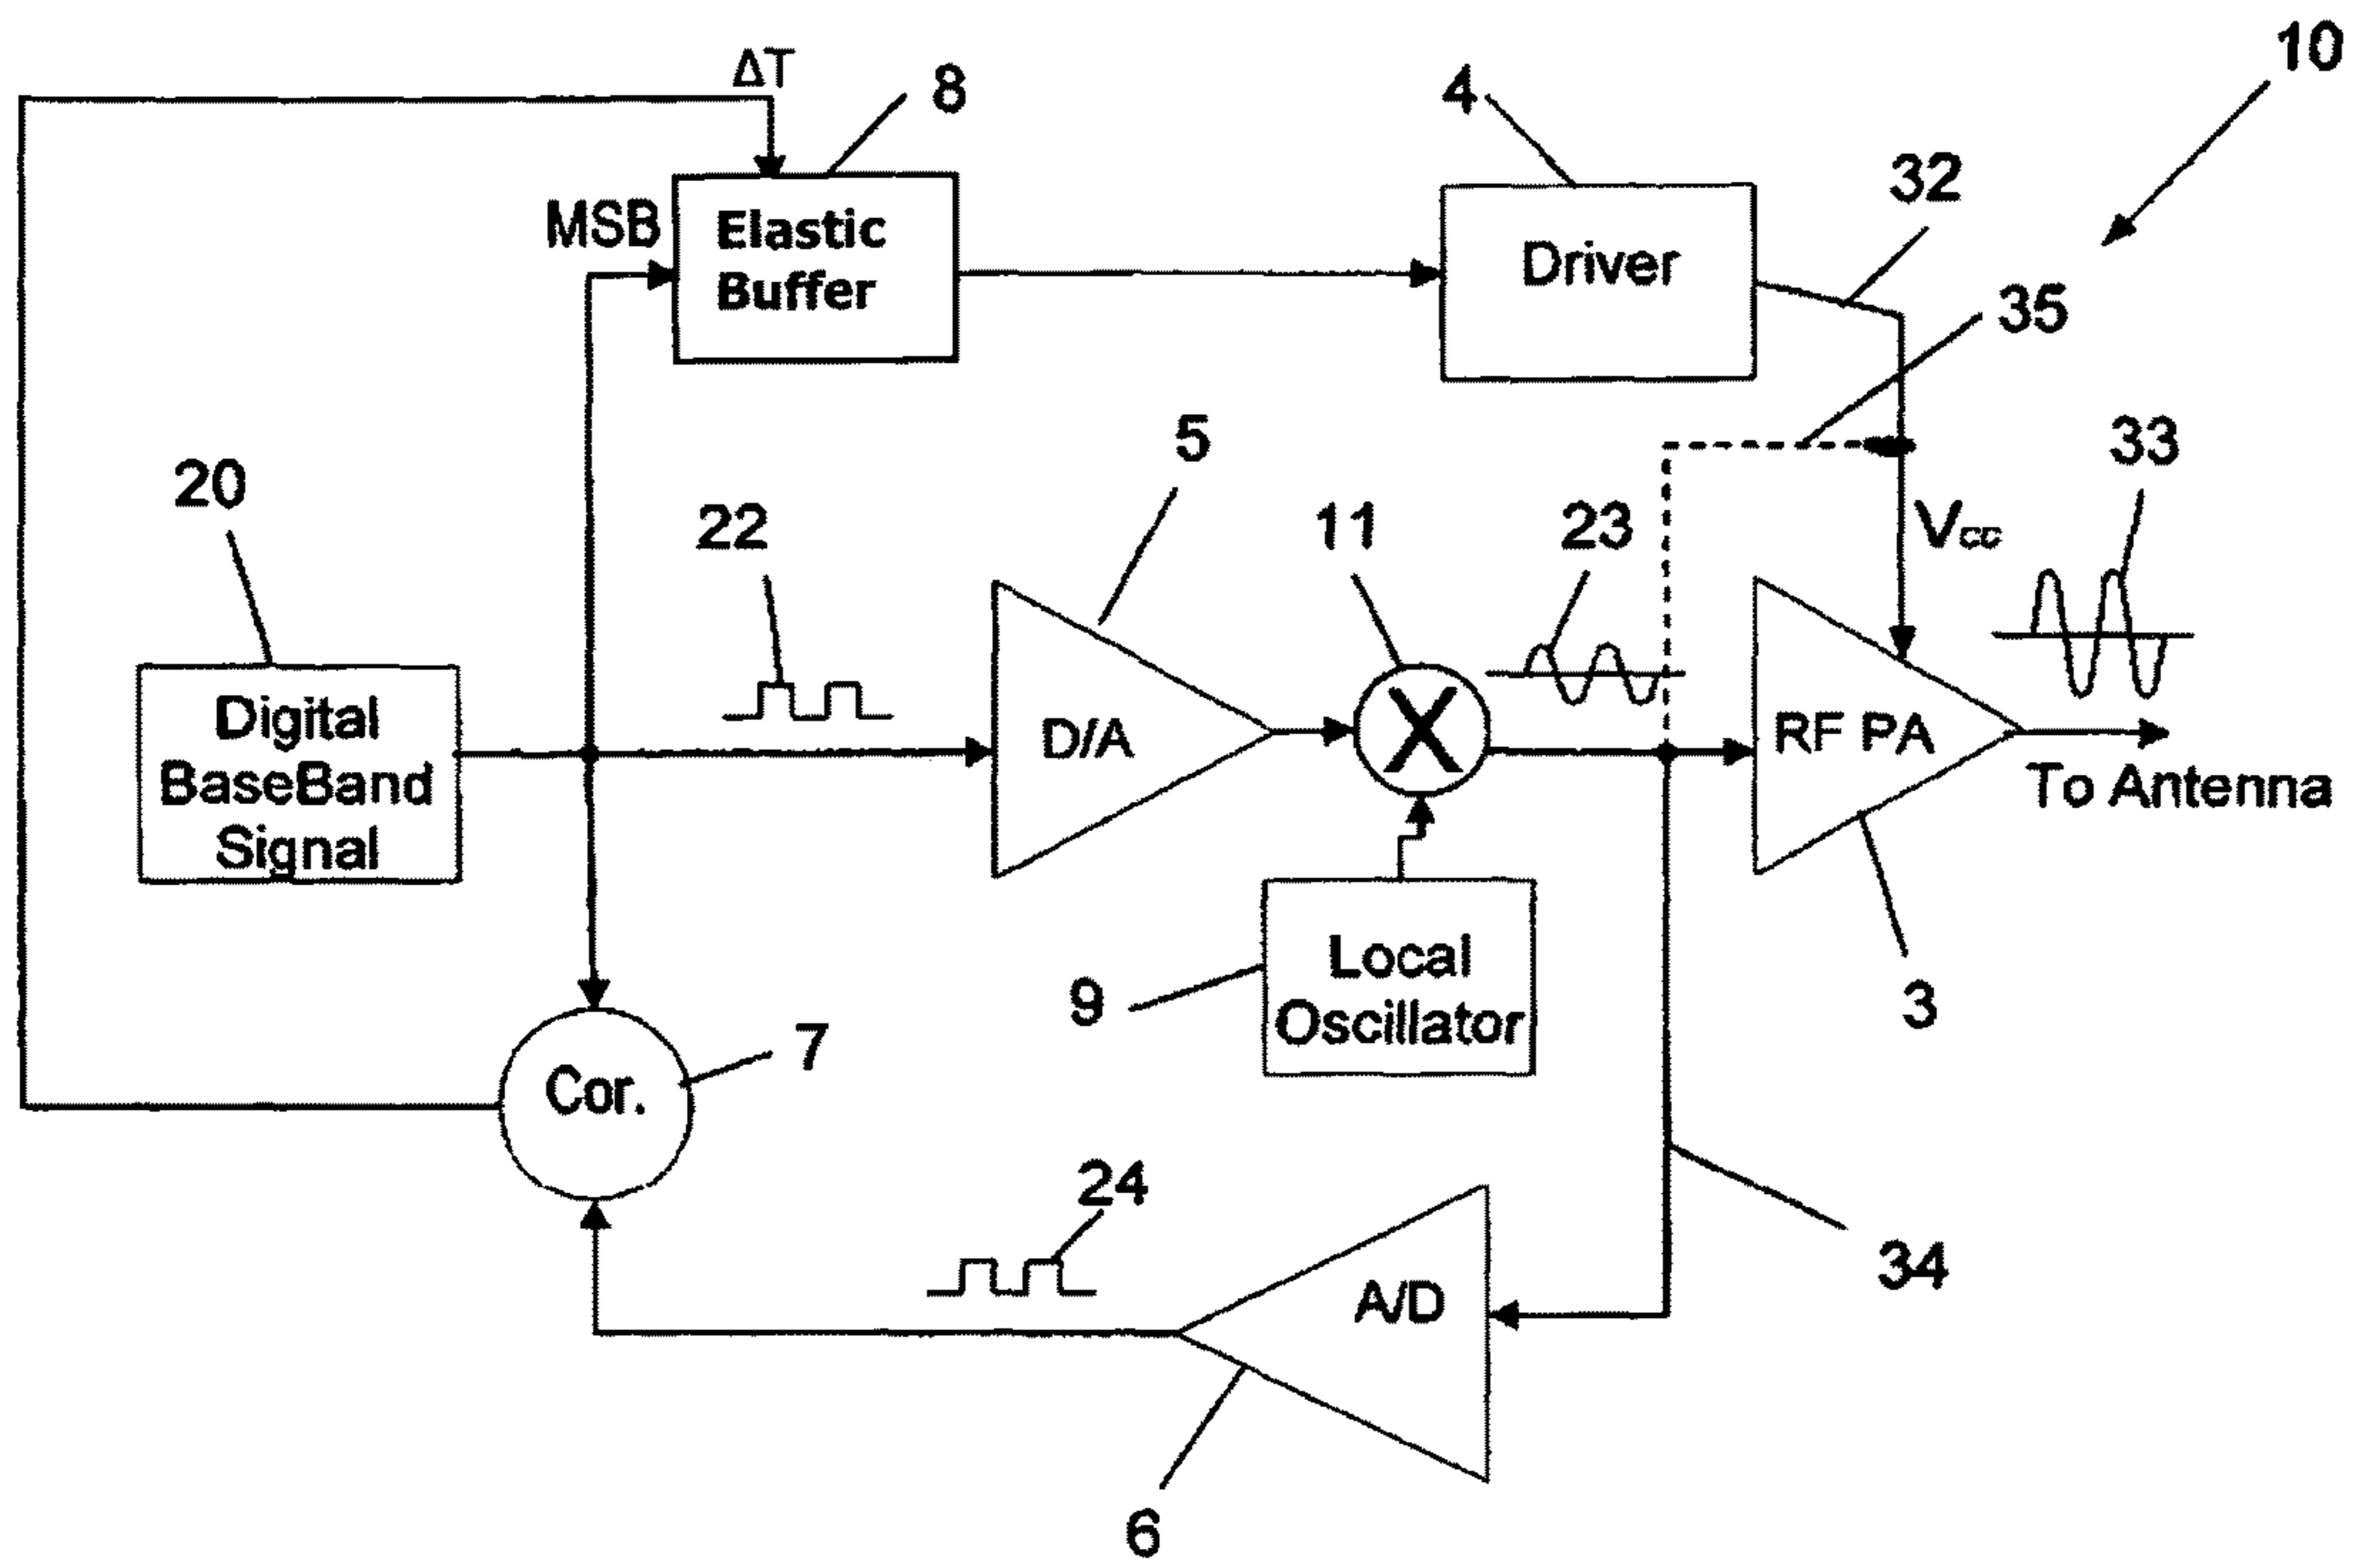 10
ΔT
8
4
MSB
Elastic
Buffer
Driver
32
35
20
22
5
11
23
33
Vcc
Digital
BaseBand
Signal
D/A
X
RF PA
To Antenna
Local
Oscillator
9
3
Cor.
7
24
A/D
34
6